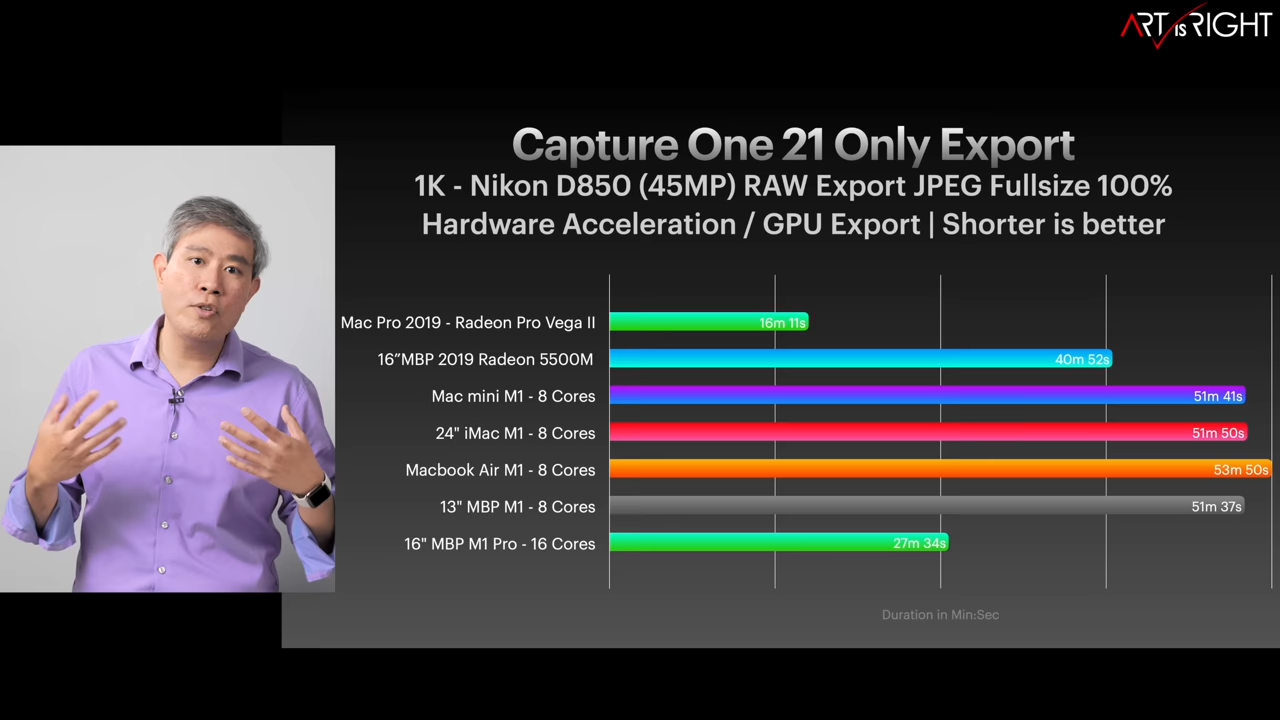 ART IS RIGHT
Capture One 21 Only Export
1K - Nikon D850 (45MP) RAW Export JPEG Fullsize 100%
Hardware Acceleration / GPU Export | Shorter is better
Mac Pro 2019 - Radeon Pro Vega II 16m 11s
16”MBP 2019 Radeon 5500M 40m 52s
Mac mini M1 - 8 Cores 51m 41s
24" iMac M1 - 8 Cores 51m 50s
Macbook Air M1 - 8 Cores 53m 50s
13" MBP M1 - 8 Cores 51m 37s
16" MBP M1 Pro - 16 Cores 27m 34s
Duration in Min:Sec